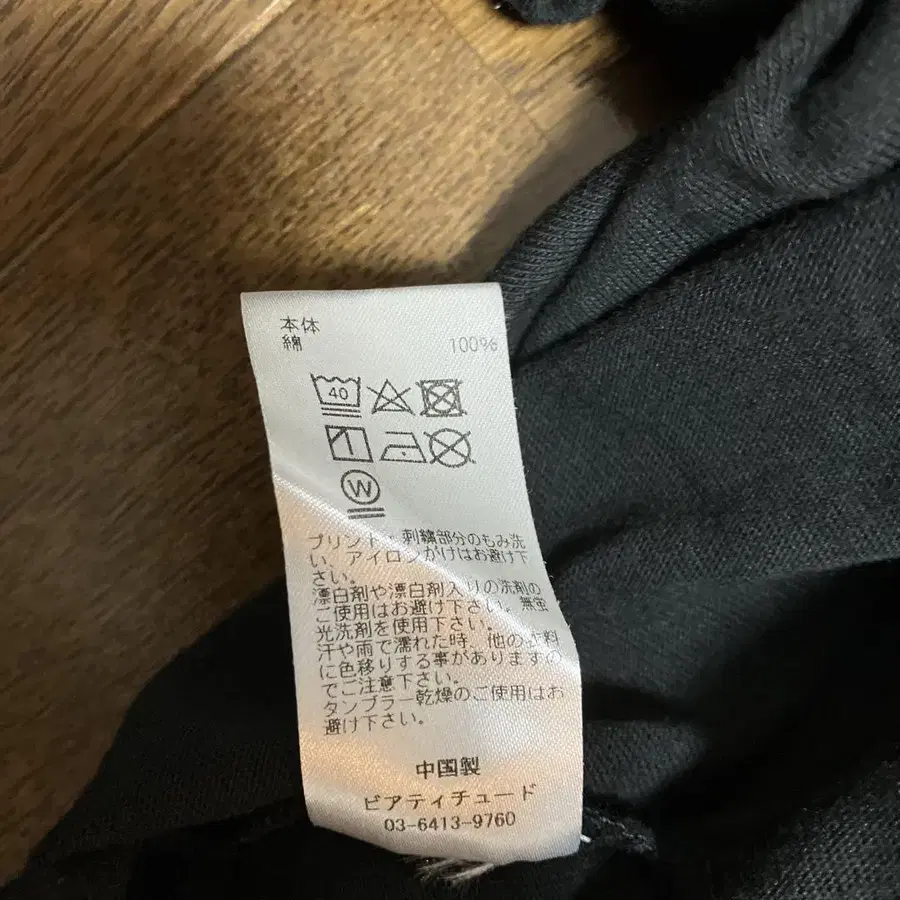 本体
綿 100%
40
W
プリント・刺繍部分のもみ洗
い、アイロンがけはお避け下
さい。
漂白剤や漂白剤入りの洗剤の
ご使用はお避け下さい。無蛍
光洗剤を使用下さい。
汗や雨で濡れた時、他の衣料
に色移りする事がありますの
でご注意下さい。
タンブラー乾燥のご使用はお
避け下さい。
中国製
ビアティチュード
03-6413-9760